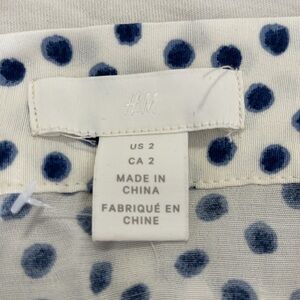 H&M
US 2
CA 2
MADE IN
CHINA
FABRIQUÉ EN
CHINE